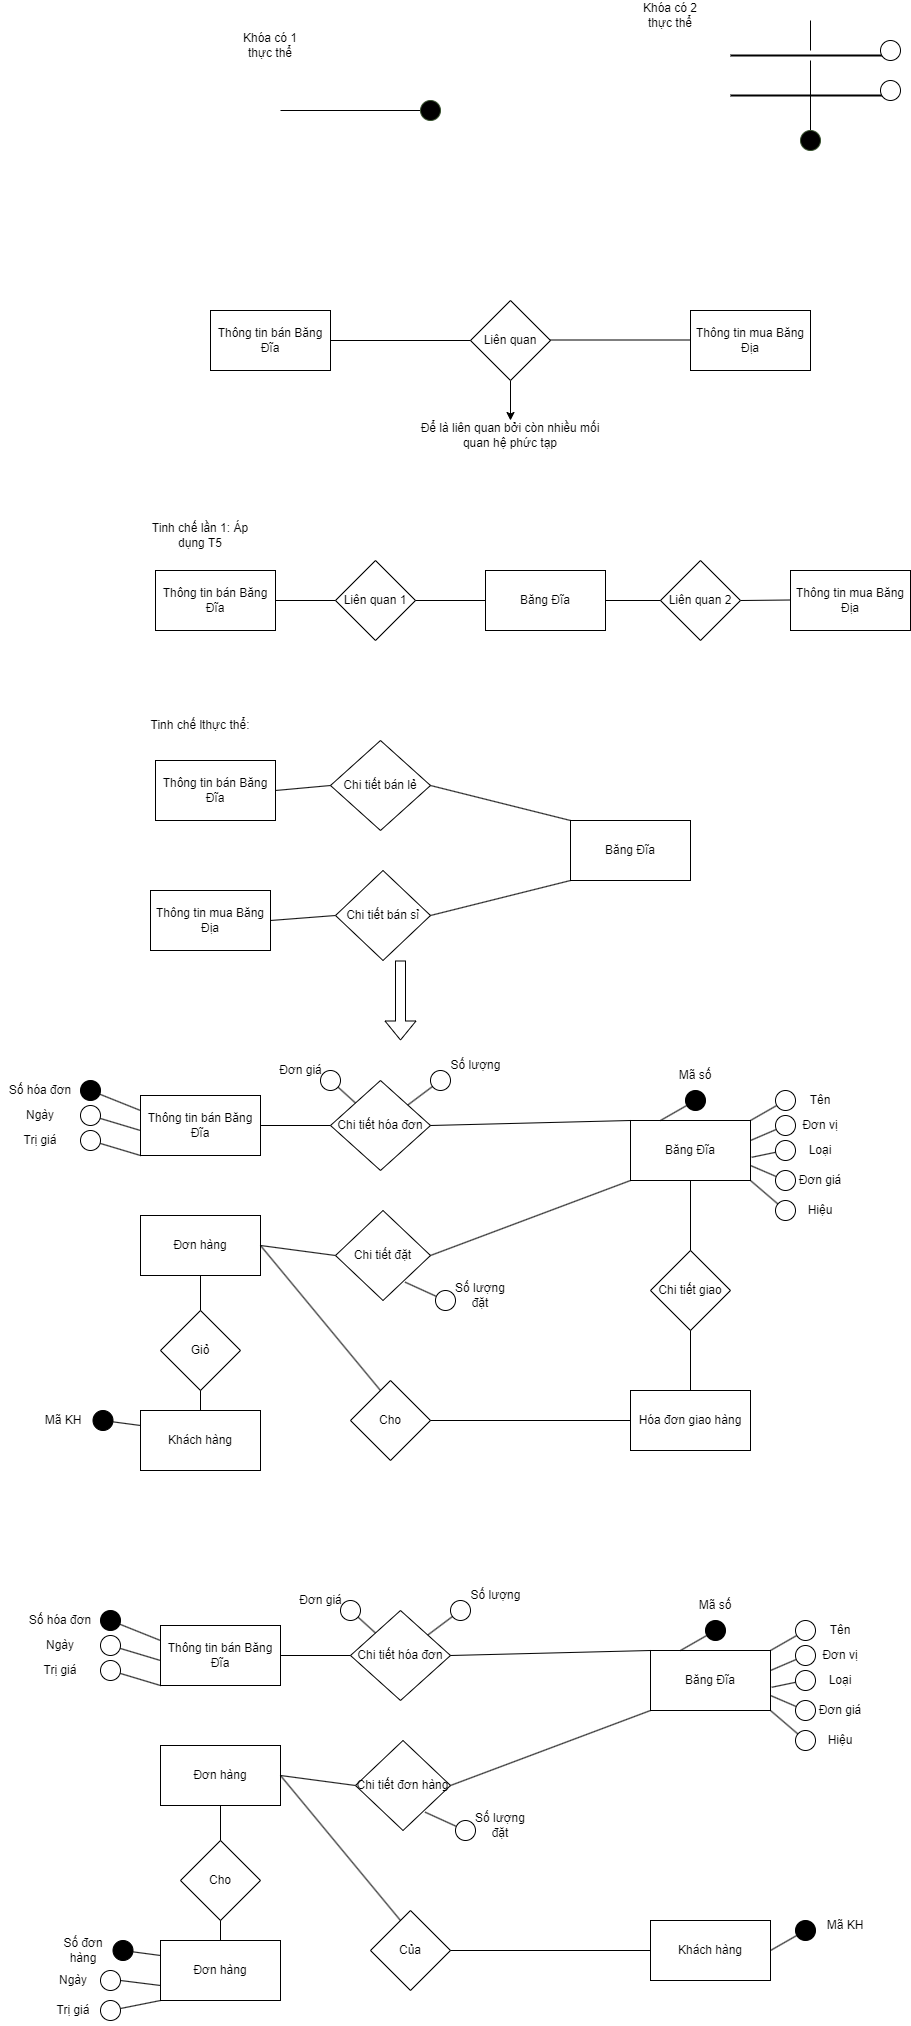 Khóa có 1
thực thể
Khóa có 2
thực thể
Thông tin bán Băng
Đĩa
Liên quan
Thông tin mua Băng
Địa
Để là liên quan bởi còn nhiều mối
quan hệ phức tạp
Tinh chế lần 1: Áp
dụng T5
Thông tin bán Băng
Đĩa
Liên quan 1
Băng Đĩa
Liên quan 2
Thông tin mua Băng
Địa
Tinh chế lthực thể:
Thông tin bán Băng
Đĩa
Chi tiết bán lẻ
Băng Đĩa
Thông tin mua Băng
Địa
Chi tiết bán sỉ
Số hóa đơn
Ngày
Trị giá
Thông tin bán Băng
Đĩa
Đơn giá
Số lượng
Chi tiết hóa đơn
Mã số
Băng Đĩa
Tên
Đơn vị
Loại
Đơn giá
Hiệu
Đơn hàng
Chi tiết đặt
Số lượng
đặt
Chi tiết giao
Giỏ
Mã KH
Khách hàng
Cho
Hóa đơn giao hàng
Số hóa đơn
Ngày
Trị giá
Thông tin bán Băng
Đĩa
Đơn giá
Số lượng
Chi tiết hóa đơn
Mã số
Băng Đĩa
Tên
Đơn vị
Loại
Đơn giá
Hiệu
Đơn hàng
Chi tiết đơn hàng
Số lượng
đặt
Cho
Số đơn
hàng
Ngày
Trị giá
Đơn hàng
Của
Khách hàng
Mã KH